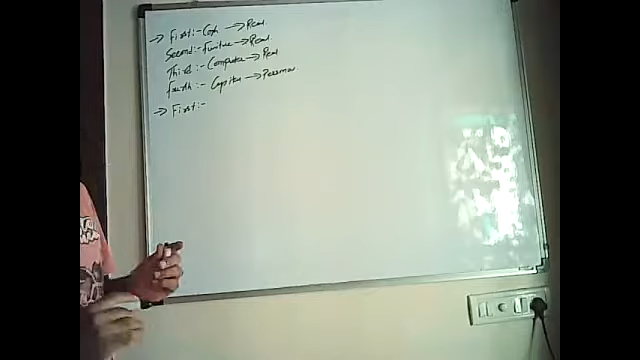 → First:- Cash → Real.
Second:- Furniture → Real.
Third:- Computer → Real
Fourth:- Capital → Personal
→ First:-